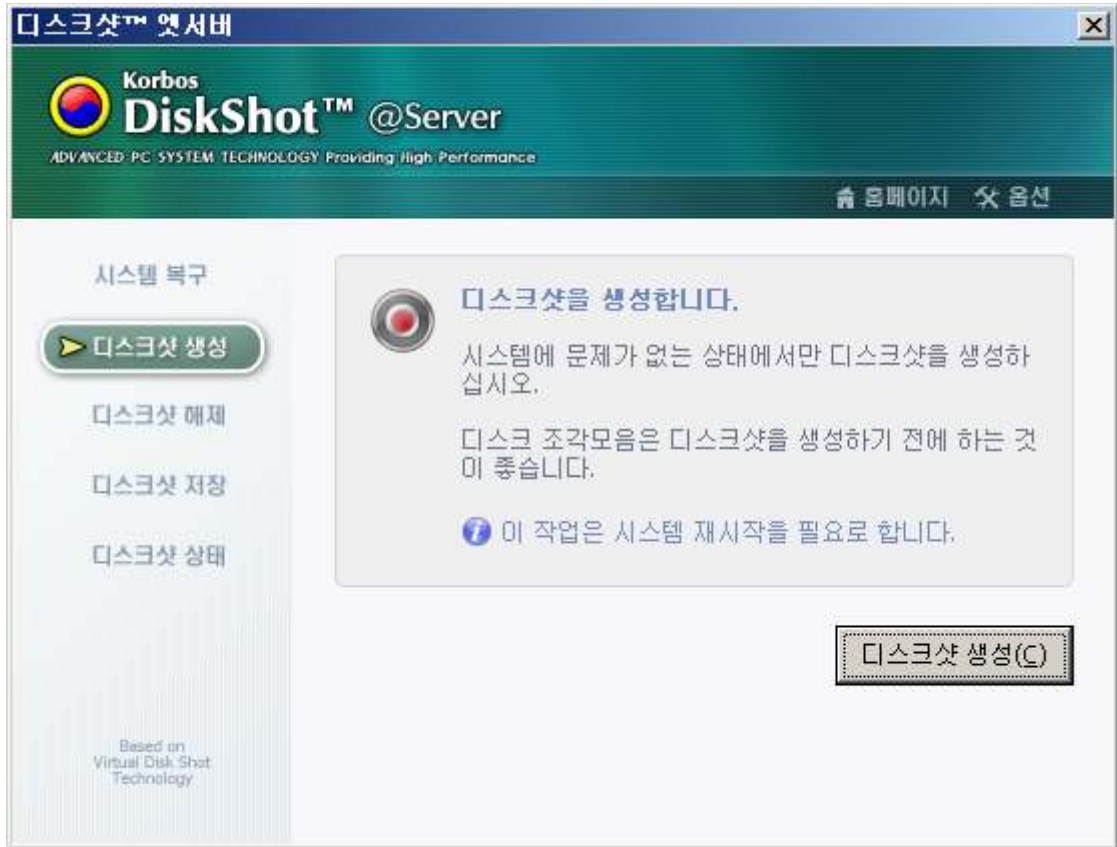 디스크샷™ 엣서버
Korbos
DiskShot™ @Server
ADVANCED PC SYSTEM TECHNOLOGY Providing High Performance
홈페이지 옵션
시스템 복구
디스크샷 생성
디스크샷 해제
디스크샷 저장
디스크샷 상태
Based on
Virtual Disk Shot
Technology
디스크샷을 생성합니다.
시스템에 문제가 없는 상태에서만 디스크샷을 생성하
십시오.
디스크 조각모음은 디스크샷을 생성하기 전에 하는 것
이 좋습니다.
이 작업은 시스템 재시작을 필요로 합니다.
디스크샷 생성(C)